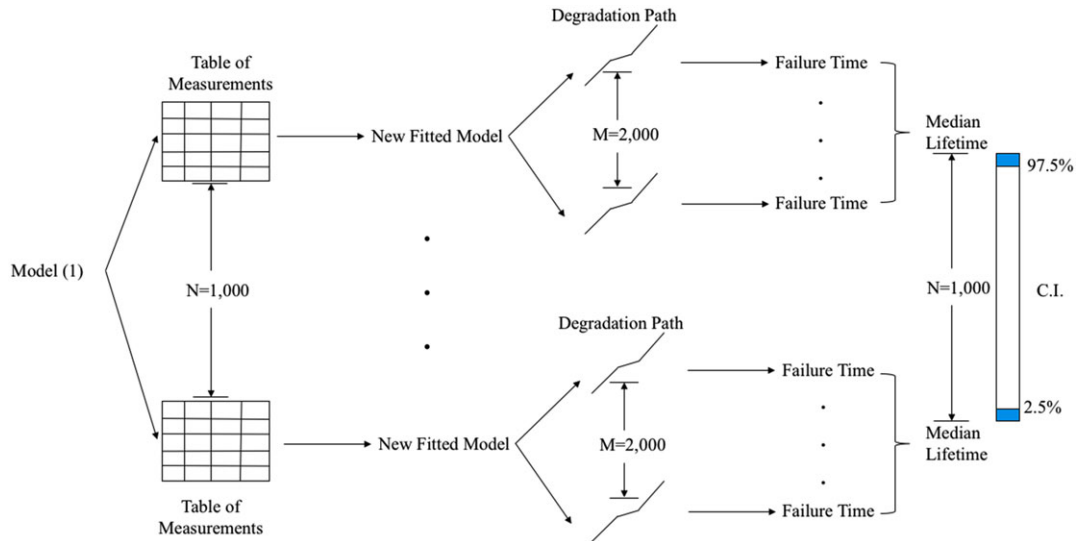 Degradation Path
Table of
Measurements
Failure Time
New Fitted Model
M=2,000
Median
Lifetime
97.5%
Failure Time
Model (1)
N=1,000
N=1,000
C.I.
Degradation Path
Failure Time
2.5%
New Fitted Model
M=2,000
Median
Lifetime
Table of
Measurements
Failure Time